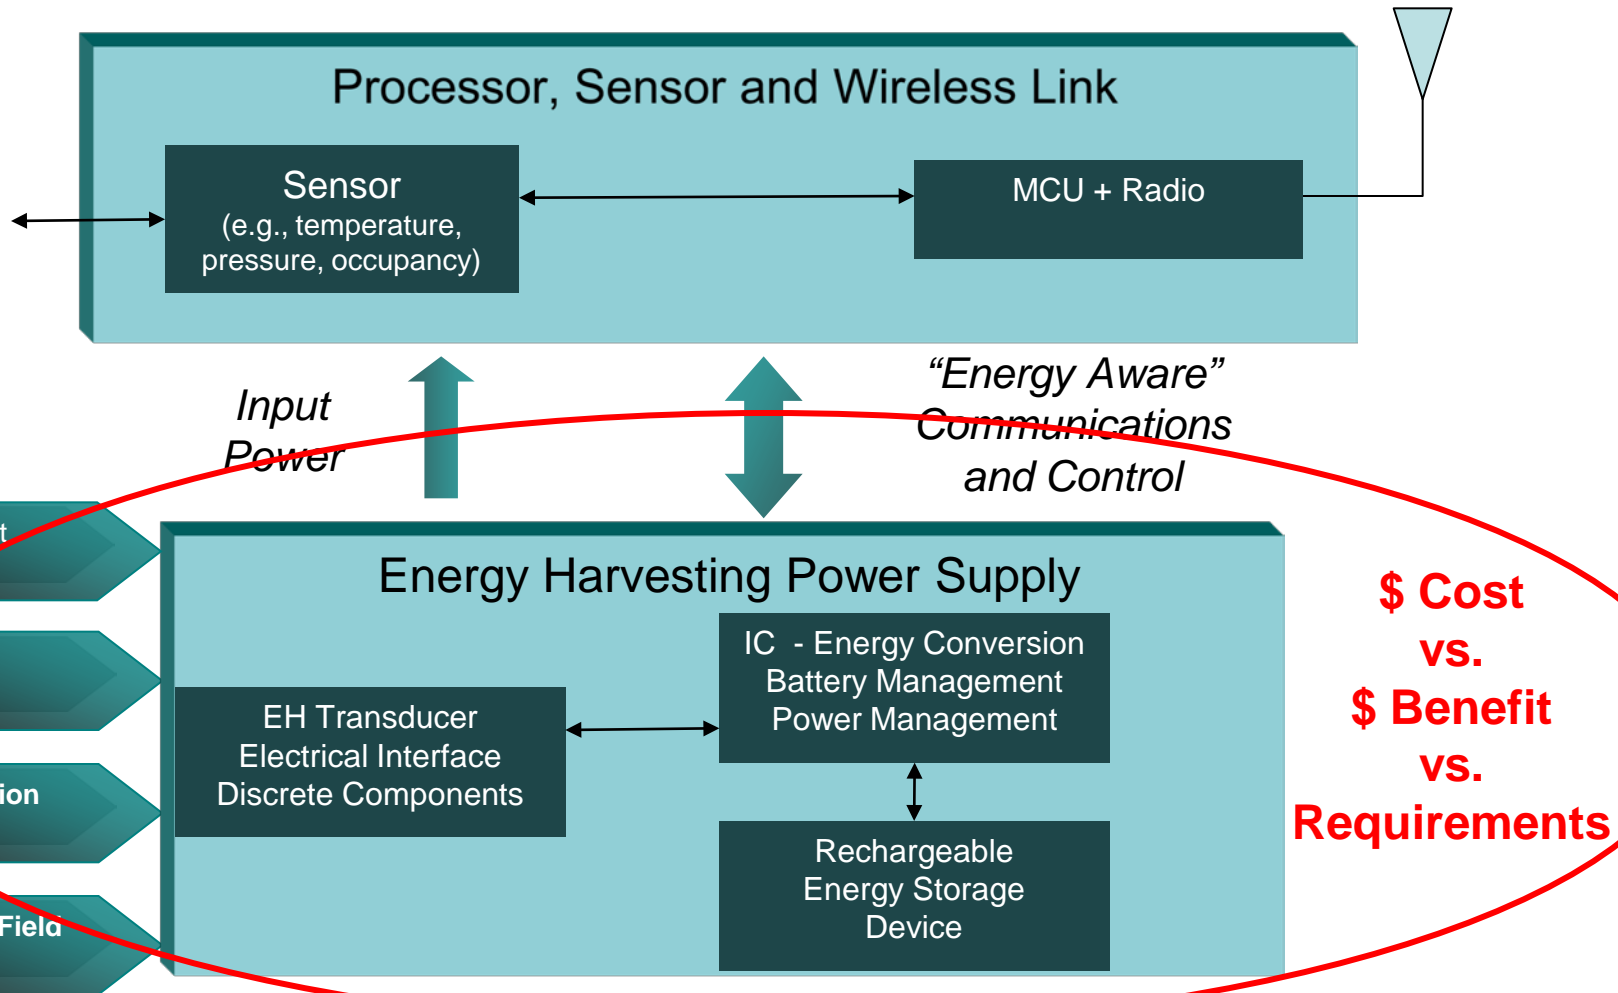 Processor, Sensor and Wireless Link
Sensor
(e.g., temperature,
pressure, occupancy)
MCU + Radio
Input
Power
“Energy Aware”
Communications
and Control
Energy Harvesting Power Supply
IC - Energy Conversion
Battery Management
Power Management
EH Transducer
Electrical Interface
Discrete Components
Rechargeable
Energy Storage
Device
Field
$ Cost
vs.
$ Benefit
vs.
Requirements